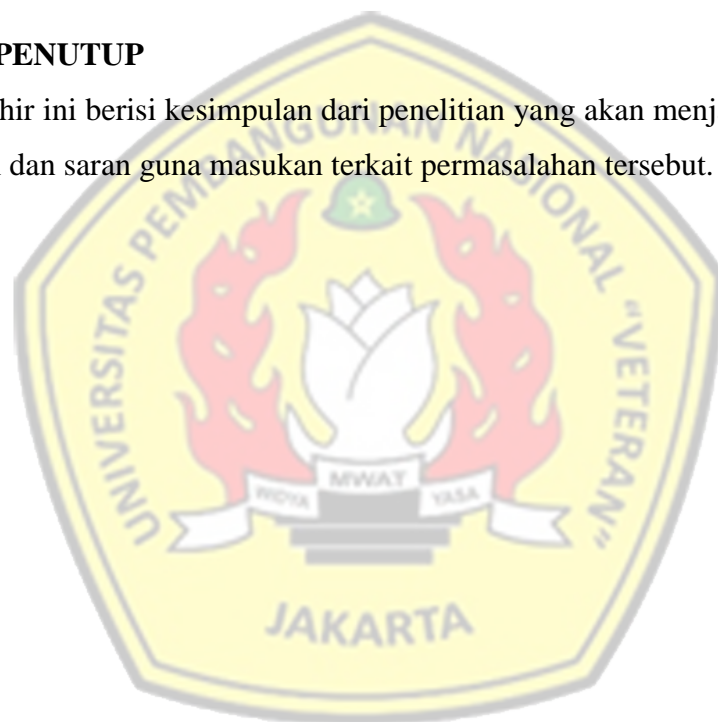 PENUTUP
hir ini berisi kesimpulan dari penelitian yang akan menj
dan saran guna masukan terkait permasalahan tersebut.
UNIVERSITAS PEMBANGUNAN NASIONAL "VETERAN"
WIDYA MWAT YASA
JAKARTA